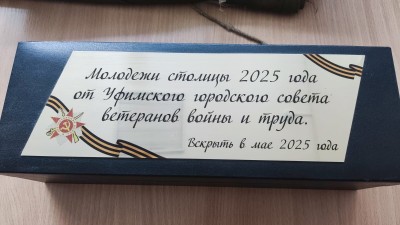 Молодежи столицы 2025 года
от Уфимского городского совета
ветеранов войны и труда.
Вскрыть в мае 2025 года